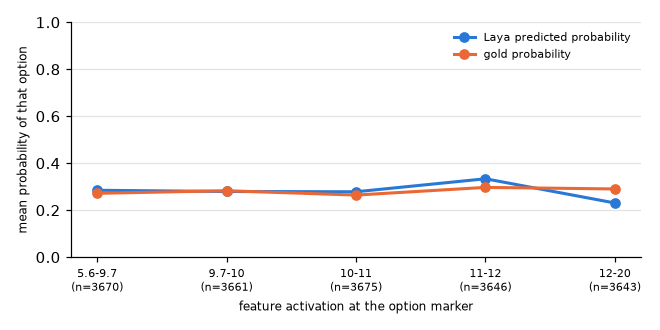 1.0
0.8
0.6
0.4
0.2
0.0
mean probability of that option
Laya predicted probability
gold probability
5.6-9.7 9.7-10 10-11 11-12 12-20
(n=3670) (n=3661) (n=3675) (n=3646) (n=3643)
feature activation at the option marker